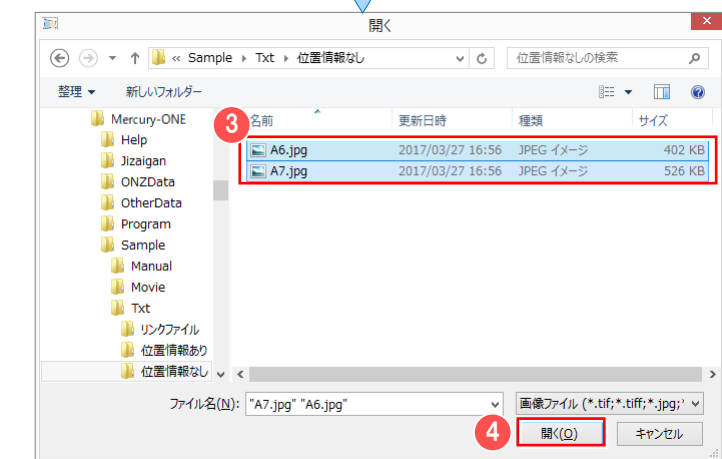 開く
« Sample ▸ Txt ▸ 位置情報なし
位置情報なしの検索
整理 ▼
新しいフォルダー
Mercury-ONE
Help
Jizaigan
ONZData
OtherData
Program
Sample
Manual
Movie
Txt
リンクファイル
位置情報あり
位置情報なし
3
名前 更新日時 種類 サイズ
A6.jpg 2017/03/27 16:56 JPEG イメージ 402 KB
A7.jpg 2017/03/27 16:56 JPEG イメージ 526 KB
ファイル名(N): "A7.jpg" "A6.jpg"
画像ファイル (*.tif;*.tiff;*.jpg;
4
開く(O)
キャンセル